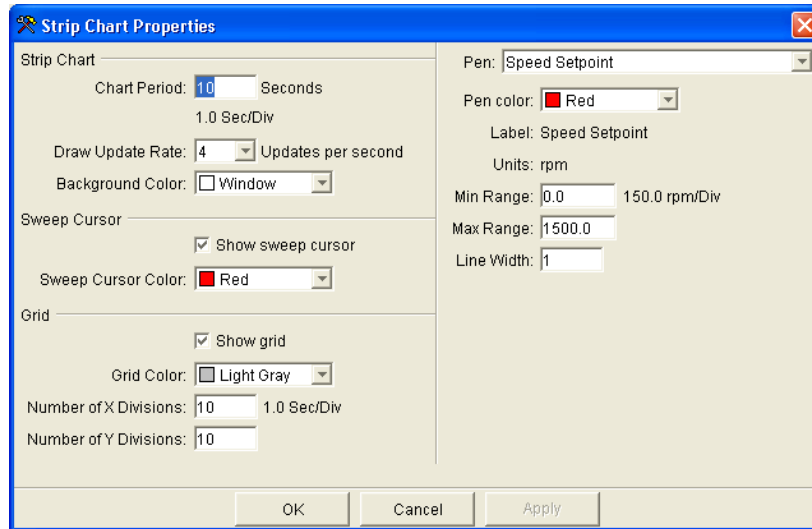 Strip Chart Properties
Strip Chart
Chart Period: 10 Seconds
1.0 Sec/Div
Draw Update Rate: 4 Updates per second
Background Color: Window
Sweep Cursor
Show sweep cursor
Sweep Cursor Color: Red
Grid
Show grid
Grid Color: Light Gray
Number of X Divisions: 10 1.0 Sec/Div
Number of Y Divisions: 10
Pen: Speed Setpoint
Pen color: Red
Label: Speed Setpoint
Units: rpm
Min Range: 0.0 150.0 rpm/Div
Max Range: 1500.0
Line Width: 1
OK Cancel Apply